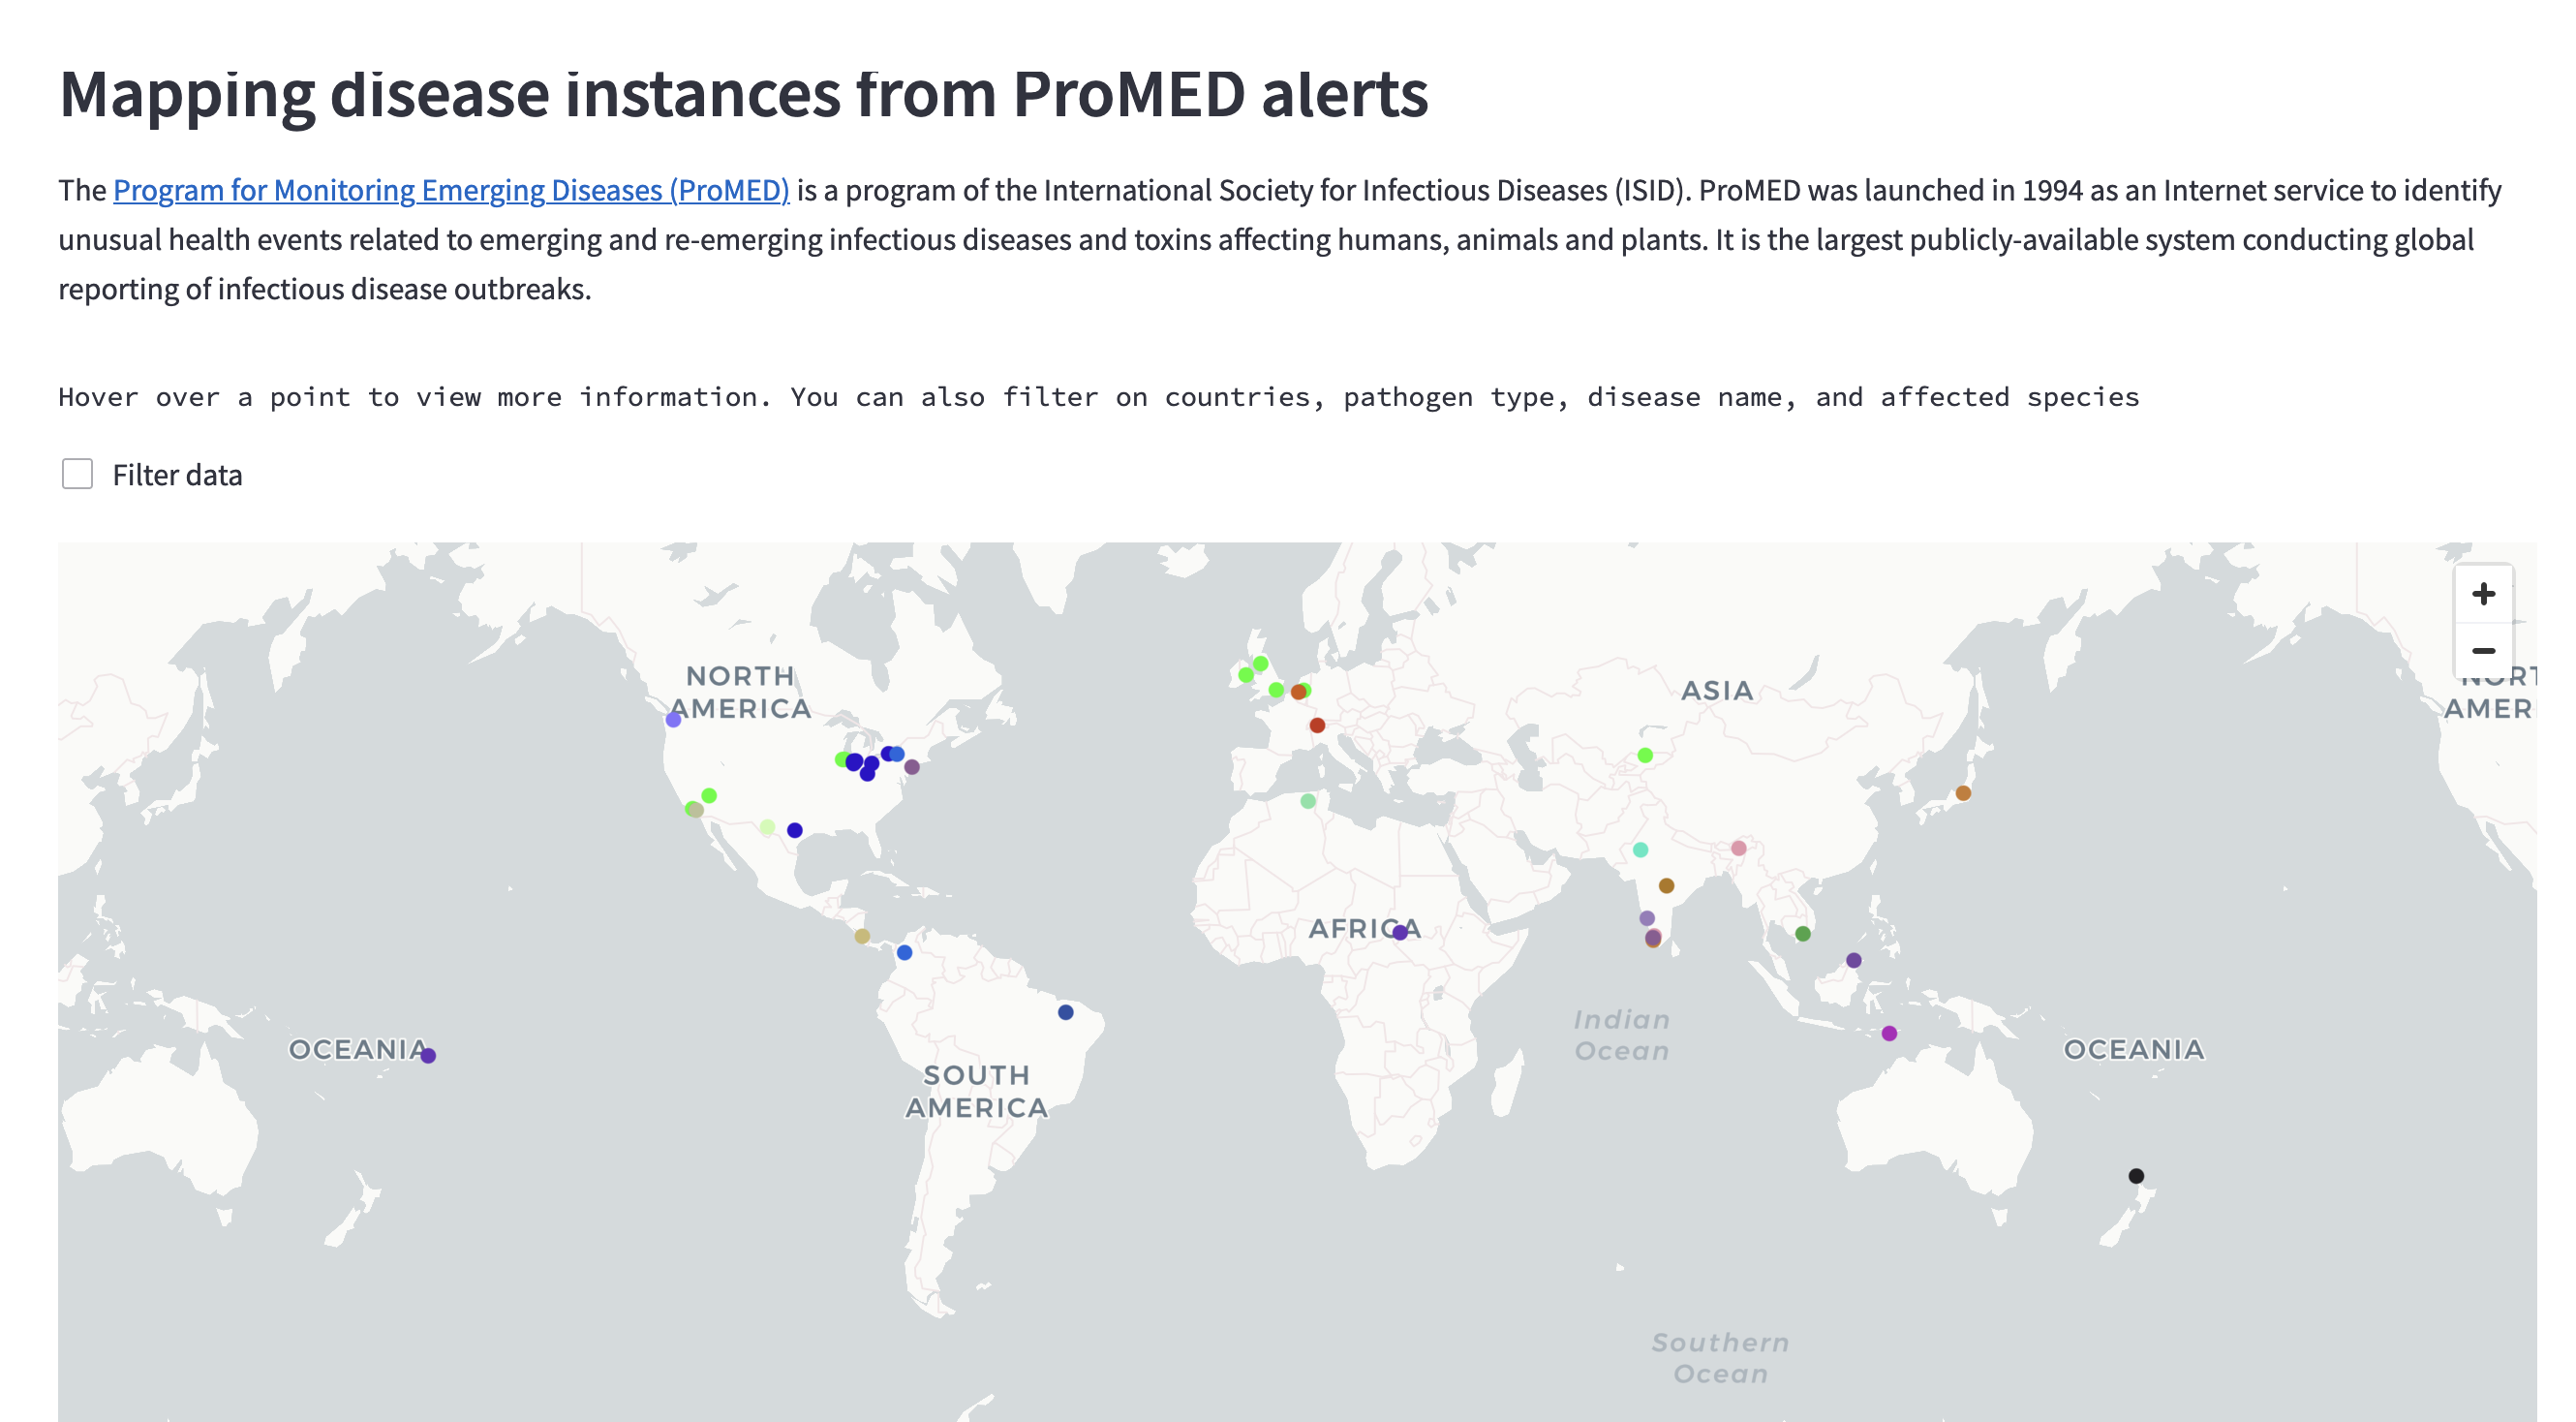 Mapping disease instances from ProMED alerts
The Program for Monitoring Emerging Diseases (ProMED) is a program of the International Society for Infectious Diseases (ISID). ProMED was launched in 1994 as an Internet service to identify
unusual health events related to emerging and re-emerging infectious diseases and toxins affecting humans, animals and plants. It is the largest publicly-available system conducting global
reporting of infectious disease outbreaks.
Hover over a point to view more information. You can also filter on countries, pathogen type, disease name, and affected species
Filter data
+
−
NORTH
AMERICA
ASIA
NORT
AMER
AFRICA
Indian
Ocean
OCEANIA
OCEANIA
SOUTH
AMERICA
Southern
Ocean